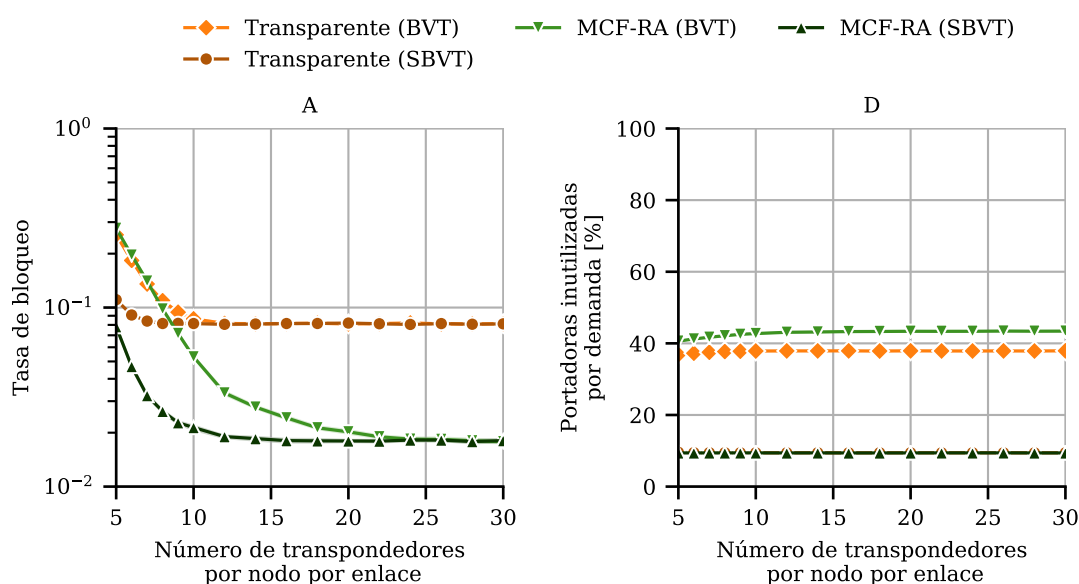 Transparente (BVT)
Transparente (SBVT)
MCF-RA (BVT)
MCF-RA (SBVT)
A
10^0
10^−1
10^−2
Tasa de bloqueo
5 10 15 20 25 30
Número de transpondedores
por nodo por enlace
D
100
80
60
40
20
0
Portadoras inutilizadas
por demanda [%]
5 10 15 20 25 30
Número de transpondedores
por nodo por enlace